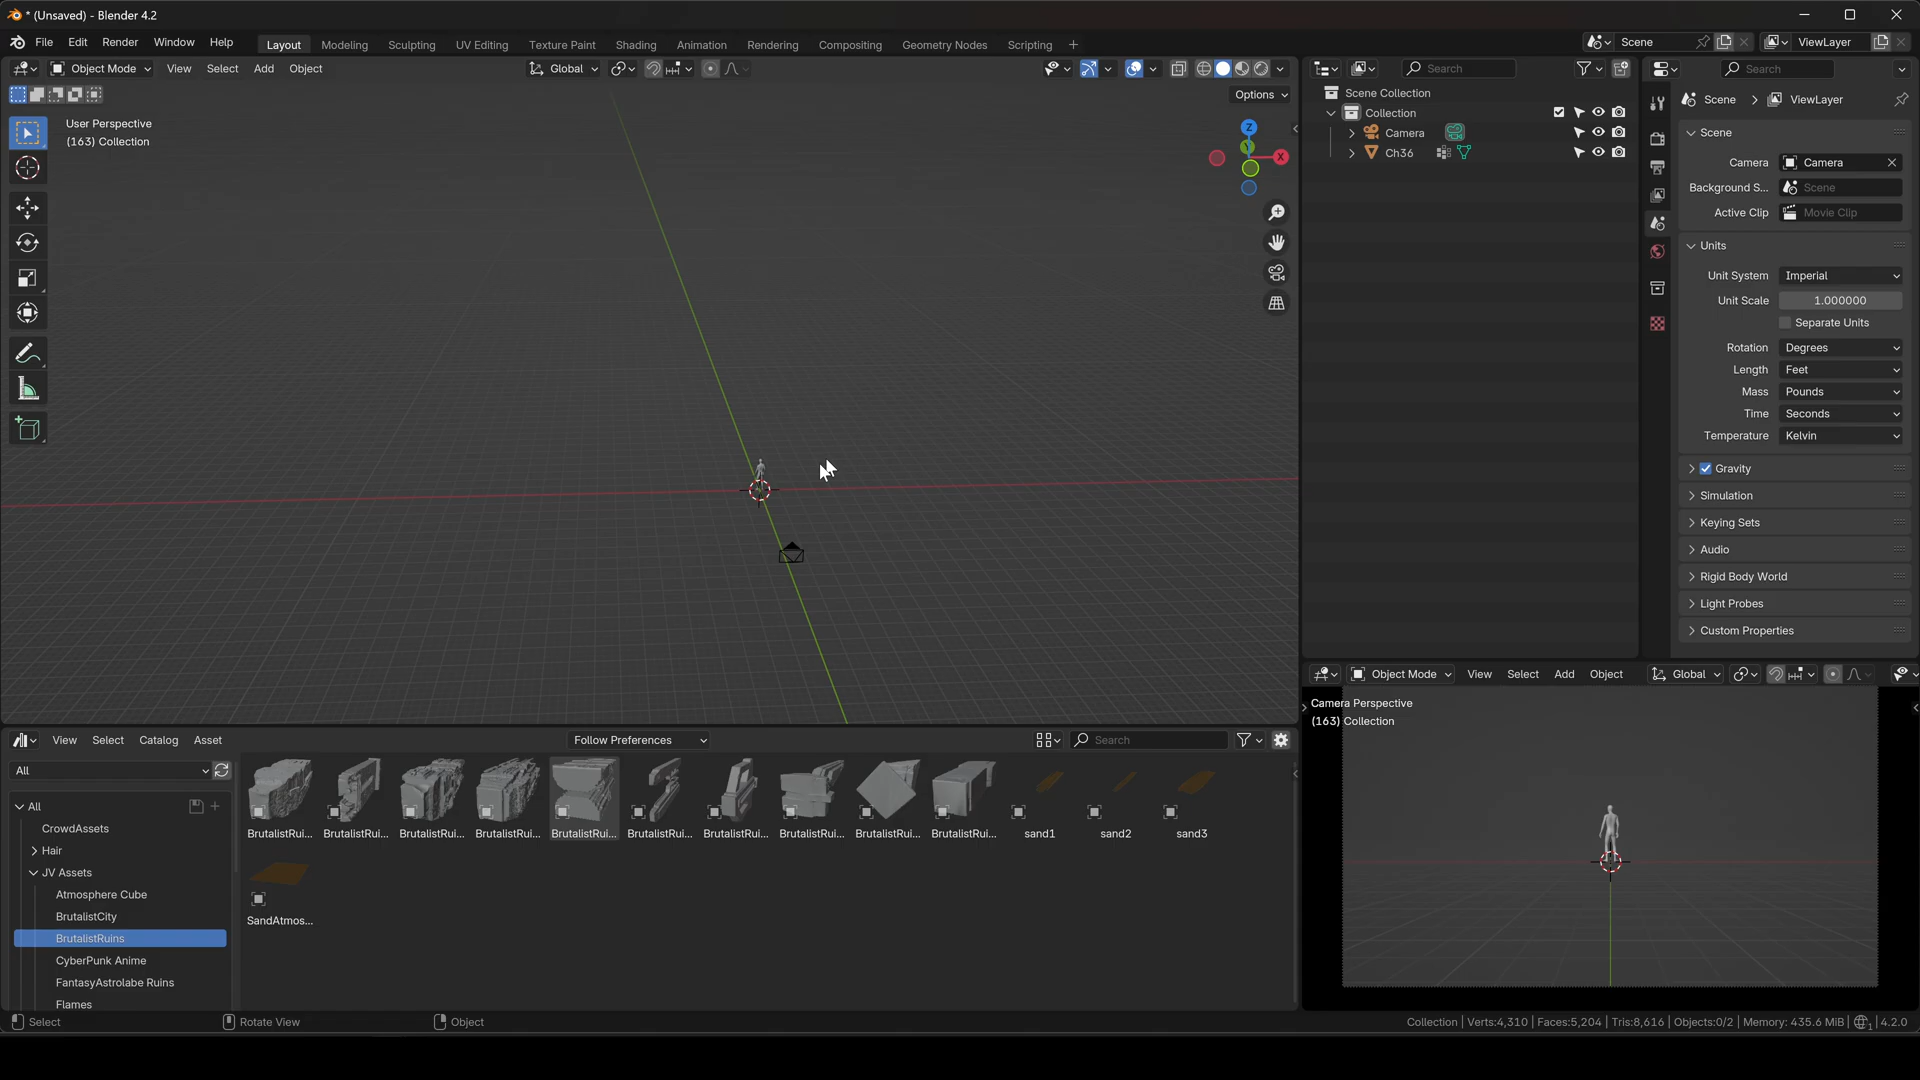 * (Unsaved) - Blender 4.2
File Edit Render Window Help
Layout Modeling Sculpting UV Editing Texture Paint Shading Animation Rendering Compositing Geometry Nodes Scripting +
Scene
ViewLayer
Object Mode View Select Add Object
Global
Search
Search
Options
User Perspective
(163) Collection
Z
X
Scene Collection
Collection
Camera
Ch36
Scene > ViewLayer
Scene
Camera Camera
Background S... Scene
Active Clip Movie Clip
Units
Unit System Imperial
Unit Scale 1.000000
Separate Units
Rotation Degrees
Length Feet
Mass Pounds
Time Seconds
Temperature Kelvin
Gravity
Simulation
Keying Sets
Audio
Rigid Body World
Light Probes
Custom Properties
Object Mode View Select Add Object Global
Camera Perspective
(163) Collection
View Select Catalog Asset
Follow Preferences
Search
All
All
CrowdAssets
Hair
JV Assets
Atmosphere Cube
BrutalistCity
BrutalistRuins
CyberPunk Anime
FantasyAstrolabe Ruins
Flames
BrutalistRui... BrutalistRui... BrutalistRui... BrutalistRui... BrutalistRui... BrutalistRui... BrutalistRui... BrutalistRui... BrutalistRui... BrutalistRui... sand1 sand2 sand3
SandAtmos...
Select Rotate View Object
Collection | Verts:4,310 | Faces:5,204 | Tris:8,616 | Objects:0/2 | Memory: 435.6 MiB | 4.2.0